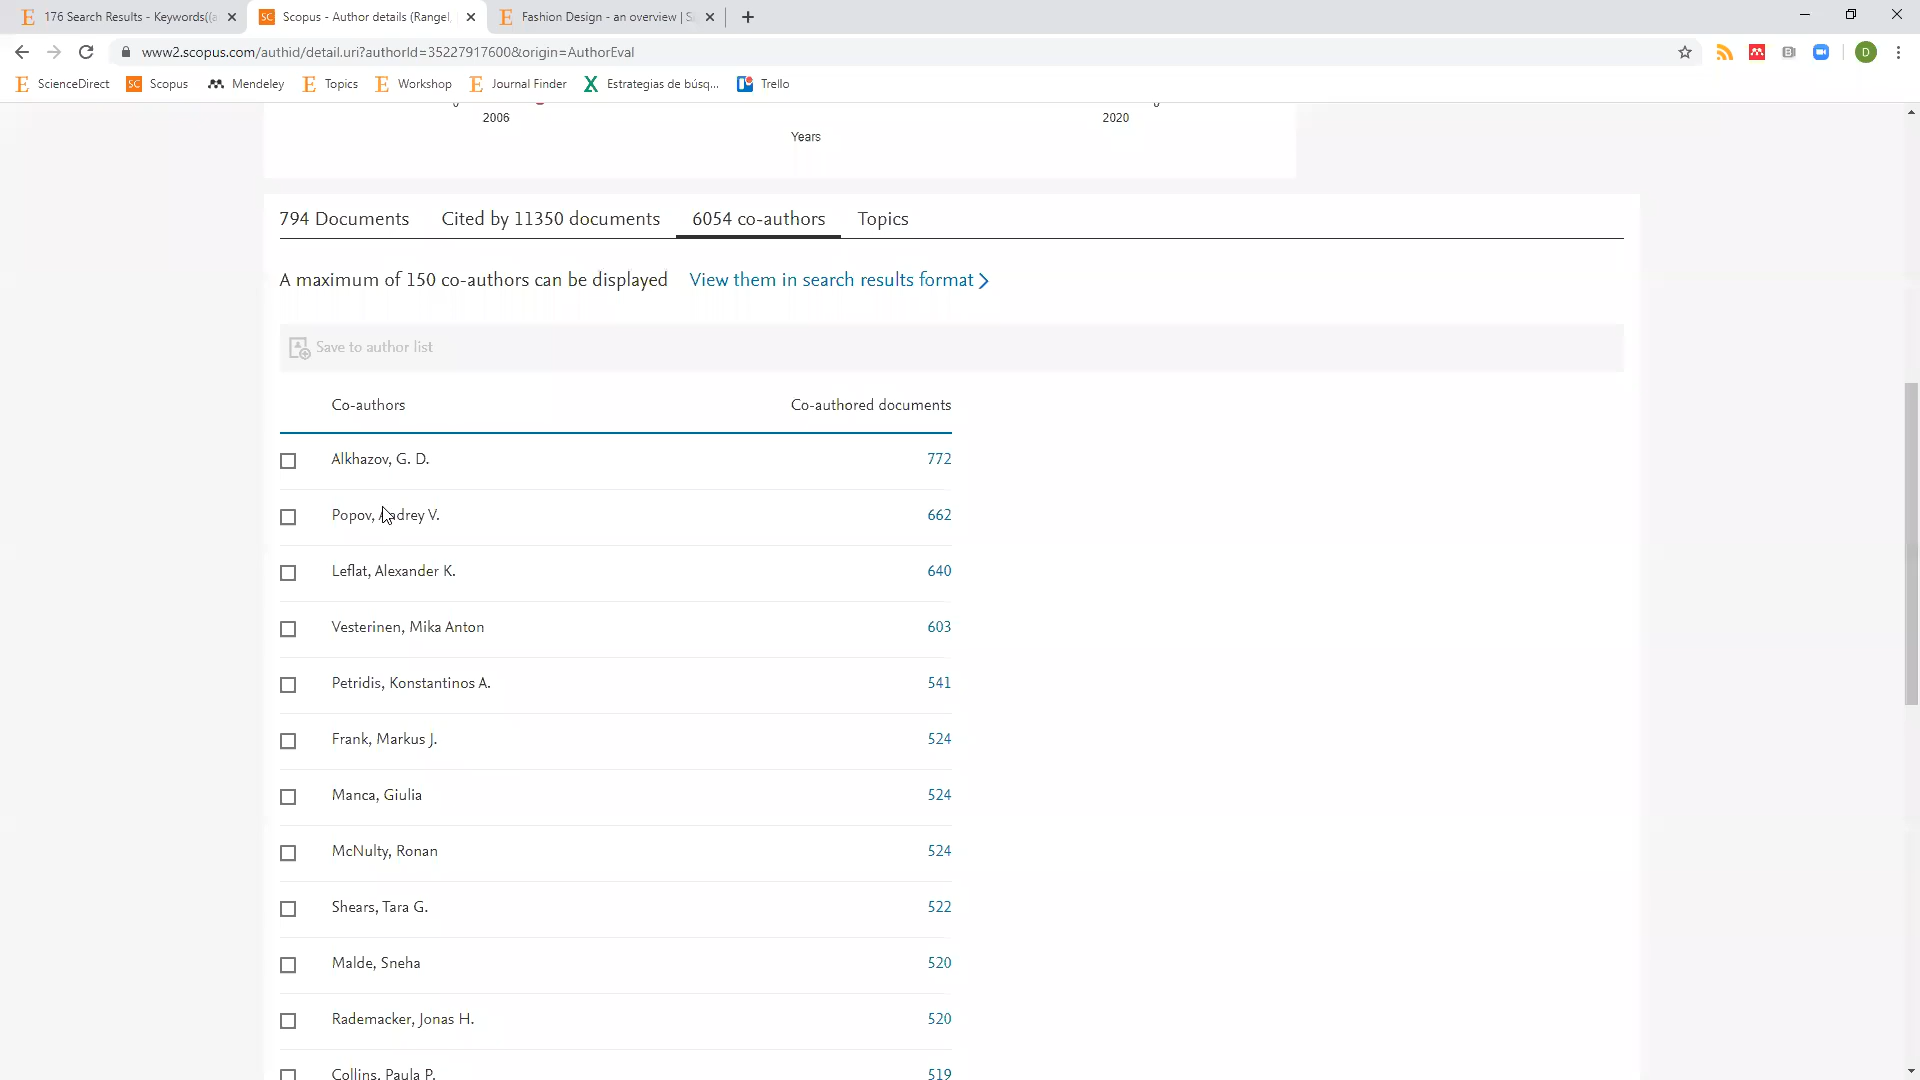 176 Search Results - Keywords((a
Scopus - Author details (Rangel,
Fashion Design - an overview | S
www2.scopus.com/authid/detail.uri?authorId=35227917600&origin=AuthorEval
D
ScienceDirect
Scopus
Mendeley
Topics
Workshop
Journal Finder
Estrategias de búsq...
Trello
0
0
2006
2020
Years
794 Documents
Cited by 11350 documents
6054 co-authors
Topics
A maximum of 150 co-authors can be displayed
View them in search results format
Save to author list
Co-authors
Co-authored documents
Alkhazov, G. D.
772
Popov, Andrey V.
662
Leflat, Alexander K.
640
Vesterinen, Mika Anton
603
Petridis, Konstantinos A.
541
Frank, Markus J.
524
Manca, Giulia
524
McNulty, Ronan
524
Shears, Tara G.
522
Malde, Sneha
520
Rademacker, Jonas H.
520
Collins, Paula P.
519